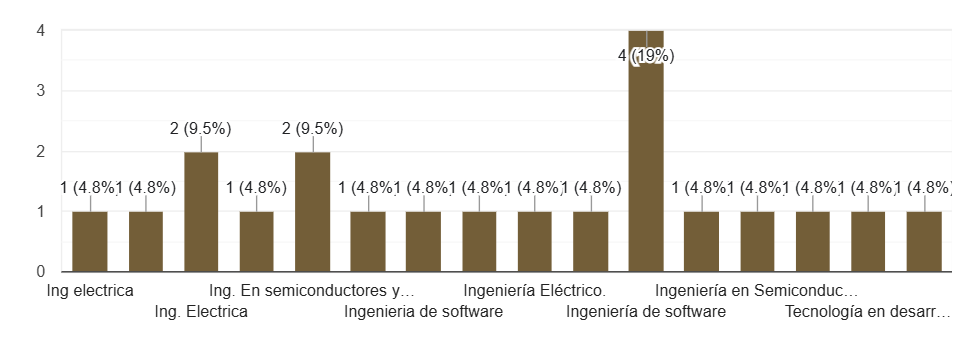 4
3
2
1
0
1 (4.8%)
1 (4.8%)
2 (9.5%)
1 (4.8%)
2 (9.5%)
1 (4.8%)
1 (4.8%)
1 (4.8%)
1 (4.8%)
1 (4.8%)
4 (19%)
1 (4.8%)
1 (4.8%)
1 (4.8%)
1 (4.8%)
1 (4.8%)
Ing electrica
Ing. Electrica
Ing. En semiconductores y…
Ingenieria de software
Ingeniería Eléctrico.
Ingeniería de software
Ingeniería en Semiconduc…
Tecnología en desarr…